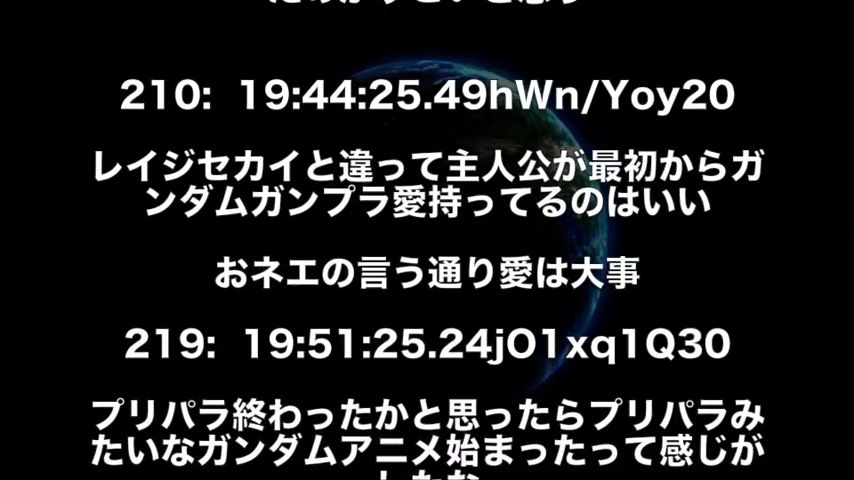 210:  19:44:25.49hWn/Yoy20
レイジセカイと違って主人公が最初からガ
ンダムガンプラ愛持ってるのはいい
おネエの言う通り愛は大事
219:  19:51:25.24jO1xq1Q30
プリパラ終わったかと思ったらプリパラみ
たいなガンダムアニメ始まったって感じが